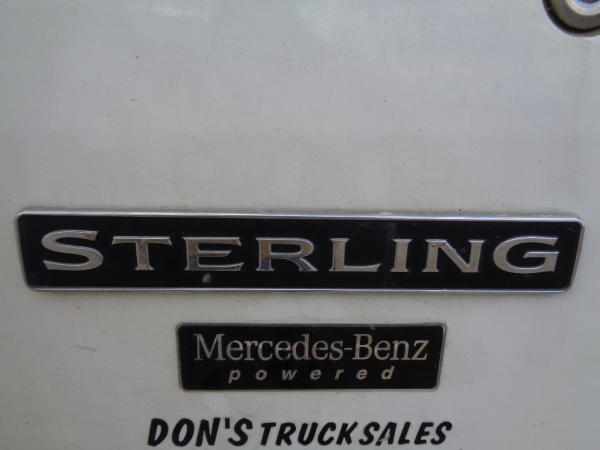 STERLING
Mercedes-Benz
powered
DON'S TRUCK SALES